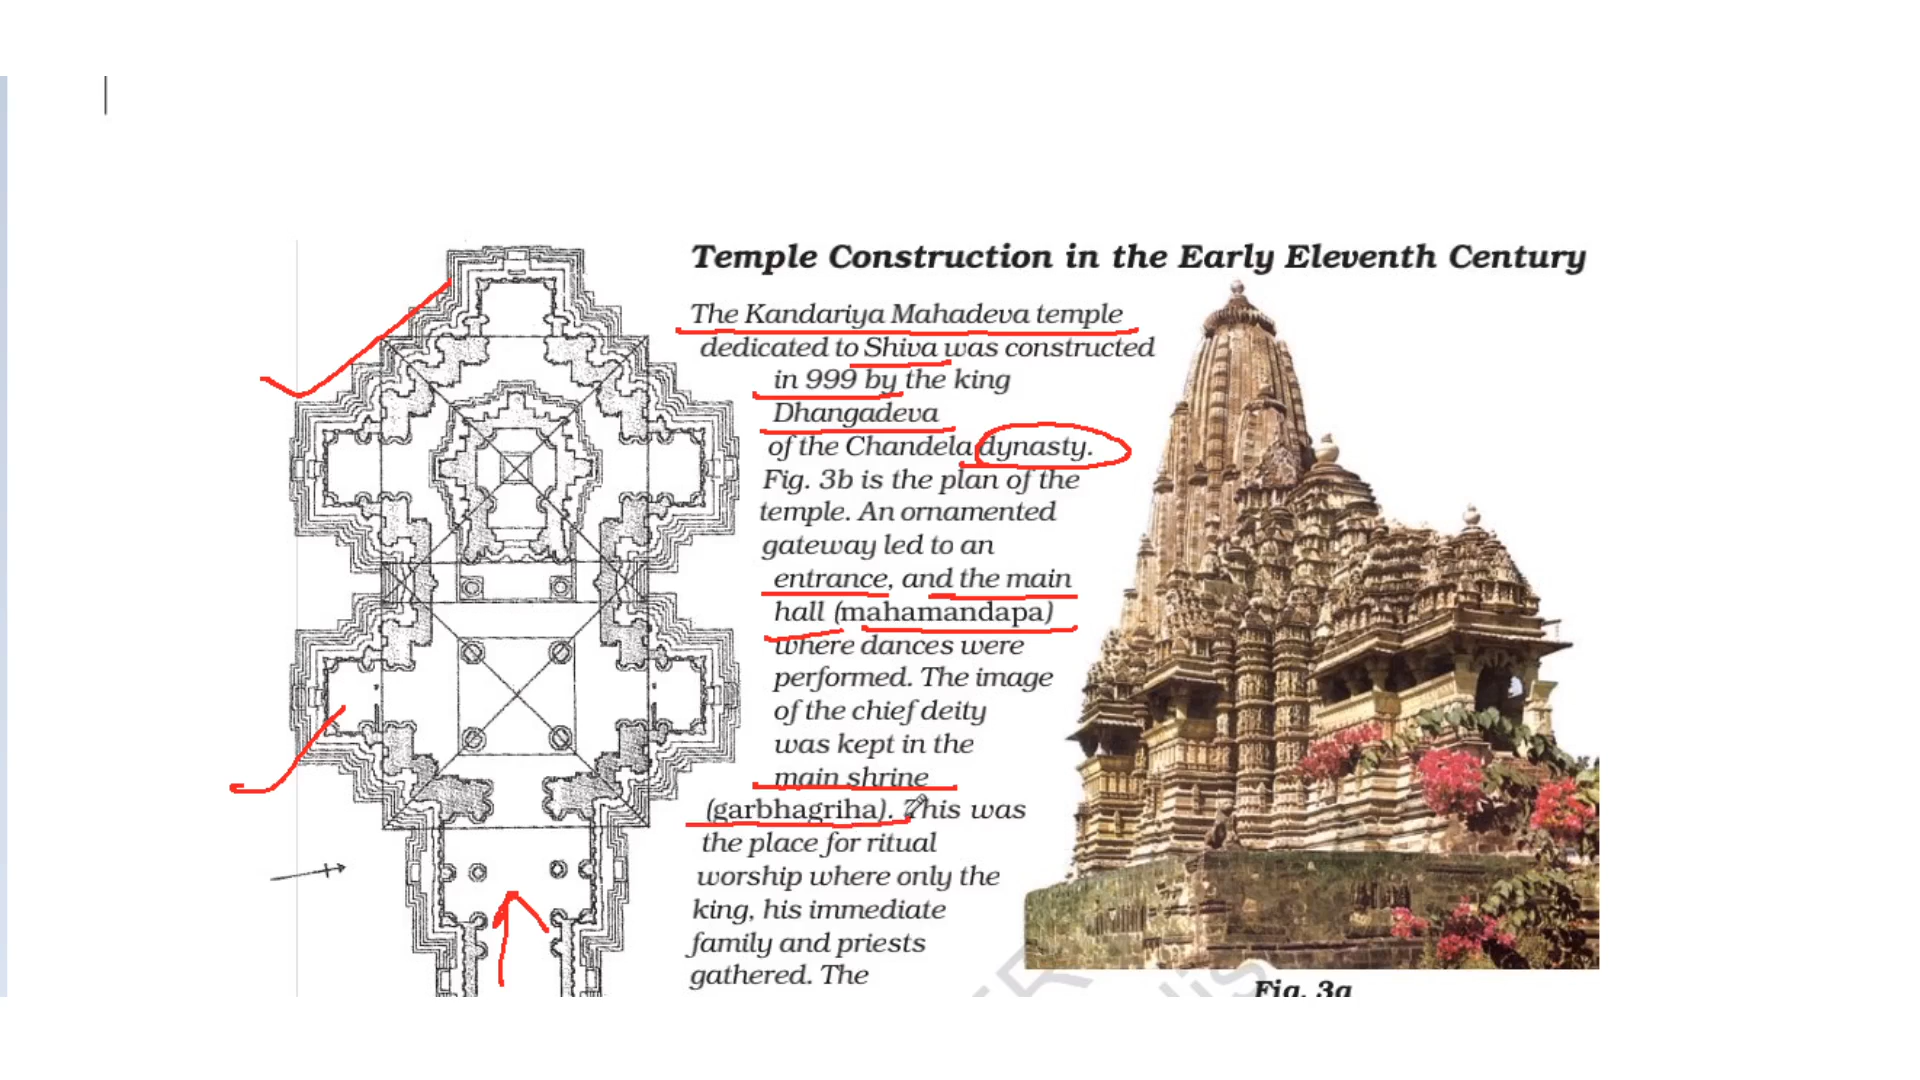 Temple Construction in the Early Eleventh Century
The Kandariya Mahadeva temple
dedicated to Shiva was constructed
in 999 by the king
Dhangadeva
of the Chandela dynasty.
Fig. 3b is the plan of the
temple. An ornamented
gateway led to an
entrance, and the main
hall (mahamandapa)
where dances were
performed. The image
of the chief deity
was kept in the
main shrine
(garbhagriha). This was
the place for ritual
worship where only the
king, his immediate
family and priests
gathered. The
Fig. 3a